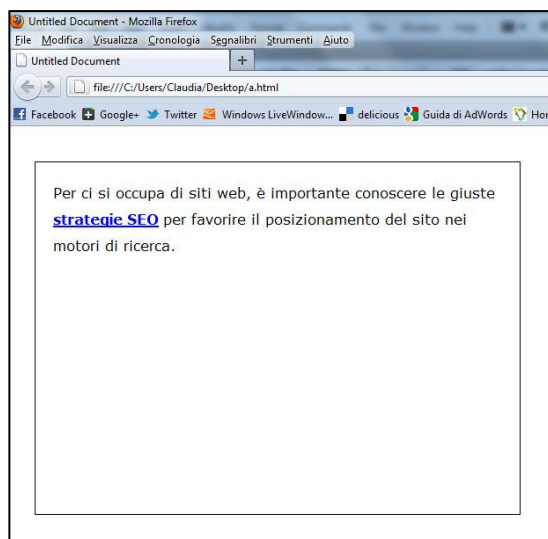 Untitled Document - Mozilla Firefox
File Modifica Visualizza Cronologia Segnalibri Strumenti Aiuto
Untitled Document +
file:///C:/Users/Claudia/Desktop/a.html
Facebook Google+ Twitter Windows LiveWindow... delicious Guida di AdWords Hor
Per ci si occupa di siti web, è importante conoscere le giuste
strategie SEO per favorire il posizionamento del sito nei
motori di ricerca.